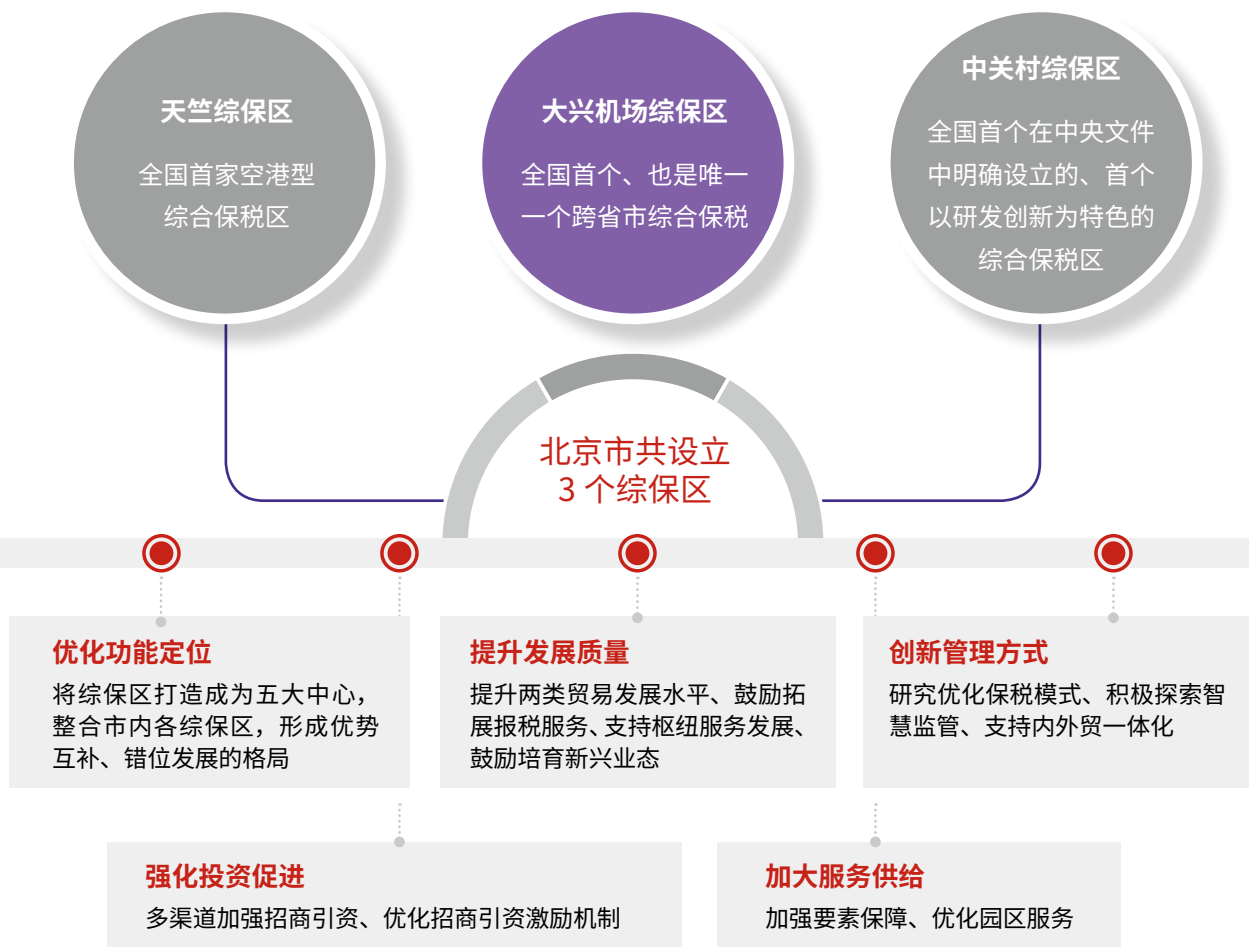 天竺综保区
全国首家空港型
综合保税区
大兴机场综保区
全国首个、也是唯一
一个跨省市综合保税
中关村综保区
全国首个在中央文件
中明确设立的、首个
以研发创新为特色的
综合保税区
北京市共设立
3 个综保区
优化功能定位
将综保区打造成为五大中心，
整合市内各综保区，形成优势
互补、错位发展的格局
提升发展质量
提升两类贸易发展水平、鼓励拓
展报税服务、支持枢纽服务发展、
鼓励培育新兴业态
创新管理方式
研究优化保税模式、积极探索智
慧监管、支持内外贸一体化
强化投资促进
多渠道加强招商引资、优化招商引资激励机制
加大服务供给
加强要素保障、优化园区服务